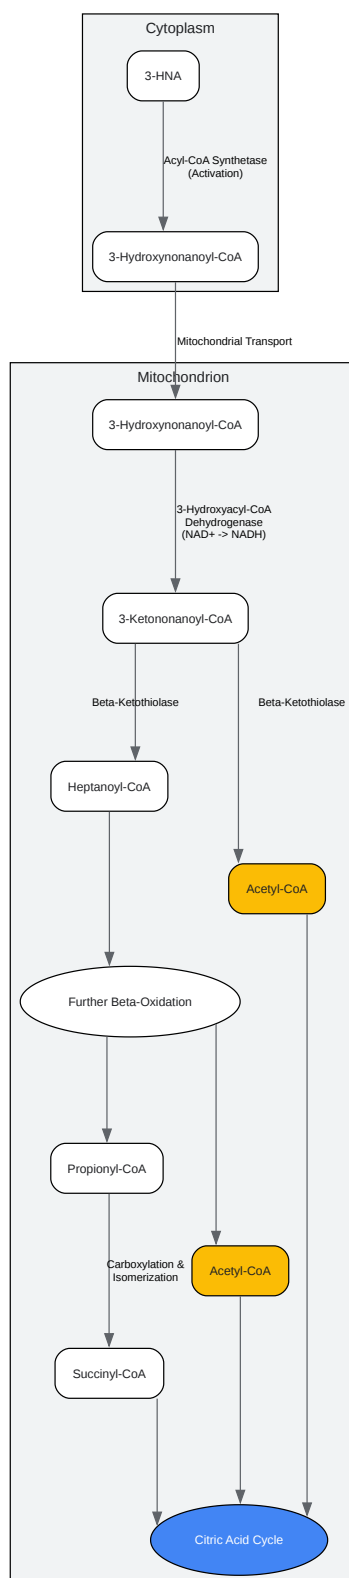 Cytoplasm
3-HNA
Acyl-CoA Synthetase
(Activation)
3-Hydroxynonanoyl-CoA
Mitochondrial Transport
Mitochondrion
3-Hydroxynonanoyl-CoA
3-Hydroxyacyl-CoA
Dehydrogenase
(NAD+ -> NADH)
3-Ketononanoyl-CoA
Beta-Ketothiolase
Beta-Ketothiolase
Heptanoyl-CoA
Acetyl-CoA
Further Beta-Oxidation
Propionyl-CoA
Carboxylation &
Isomerization
Acetyl-CoA
Succinyl-CoA
Citric Acid Cycle